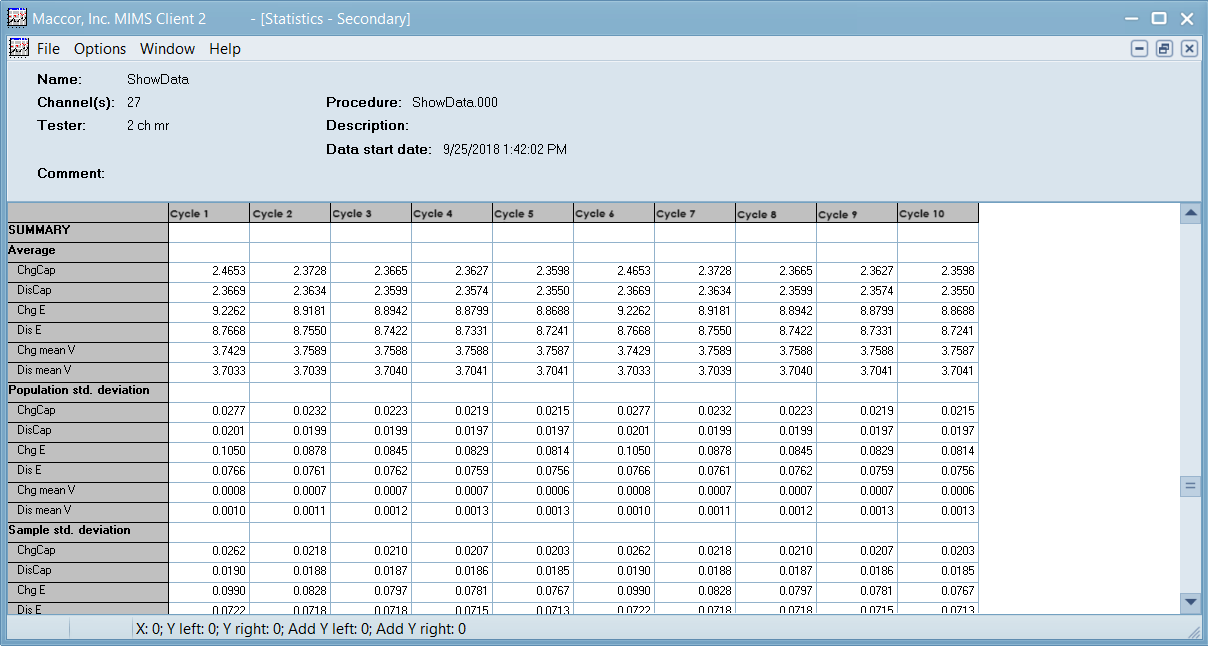 Maccor, Inc. MIMS Client 2 - [Statistics - Secondary]
File Options Window Help
Name: ShowData
Channel(s): 27 Procedure: ShowData.000
Tester: 2 ch mr Description:
Data start date: 9/25/2018 1:42:02 PM
Comment:
Cycle 1 Cycle 2 Cycle 3 Cycle 4 Cycle 5 Cycle 6 Cycle 7 Cycle 8 Cycle 9 Cycle 10
SUMMARY
Average
ChgCap 2.4653 2.3728 2.3665 2.3627 2.3598 2.4653 2.3728 2.3665 2.3627 2.3598
DisCap 2.3669 2.3634 2.3599 2.3574 2.3550 2.3669 2.3634 2.3599 2.3574 2.3550
Chg E 9.2262 8.9181 8.8942 8.8799 8.8688 9.2262 8.9181 8.8942 8.8799 8.8688
Dis E 8.7668 8.7550 8.7422 8.7331 8.7241 8.7668 8.7550 8.7422 8.7331 8.7241
Chg mean V 3.7429 3.7589 3.7588 3.7588 3.7587 3.7429 3.7589 3.7588 3.7588 3.7587
Dis mean V 3.7033 3.7039 3.7040 3.7041 3.7041 3.7033 3.7039 3.7040 3.7041 3.7041
Population std. deviation
ChgCap 0.0277 0.0232 0.0223 0.0219 0.0215 0.0277 0.0232 0.0223 0.0219 0.0215
DisCap 0.0201 0.0199 0.0199 0.0197 0.0197 0.0201 0.0199 0.0199 0.0197 0.0197
Chg E 0.1050 0.0878 0.0845 0.0829 0.0814 0.1050 0.0878 0.0845 0.0829 0.0814
Dis E 0.0766 0.0761 0.0762 0.0759 0.0756 0.0766 0.0761 0.0762 0.0759 0.0756
Chg mean V 0.0008 0.0007 0.0007 0.0007 0.0006 0.0008 0.0007 0.0007 0.0007 0.0006
Dis mean V 0.0010 0.0011 0.0012 0.0013 0.0013 0.0010 0.0011 0.0012 0.0013 0.0013
Sample std. deviation
ChgCap 0.0262 0.0218 0.0210 0.0207 0.0203 0.0262 0.0218 0.0210 0.0207 0.0203
DisCap 0.0190 0.0188 0.0187 0.0186 0.0185 0.0190 0.0188 0.0187 0.0186 0.0185
Chg E 0.0990 0.0828 0.0797 0.0781 0.0767 0.0990 0.0828 0.0797 0.0781 0.0767
Dis E 0.0722 0.0718 0.0718 0.0715 0.0713 0.0722 0.0718 0.0718 0.0715 0.0713
X: 0; Y left: 0; Y right: 0; Add Y left: 0; Add Y right: 0